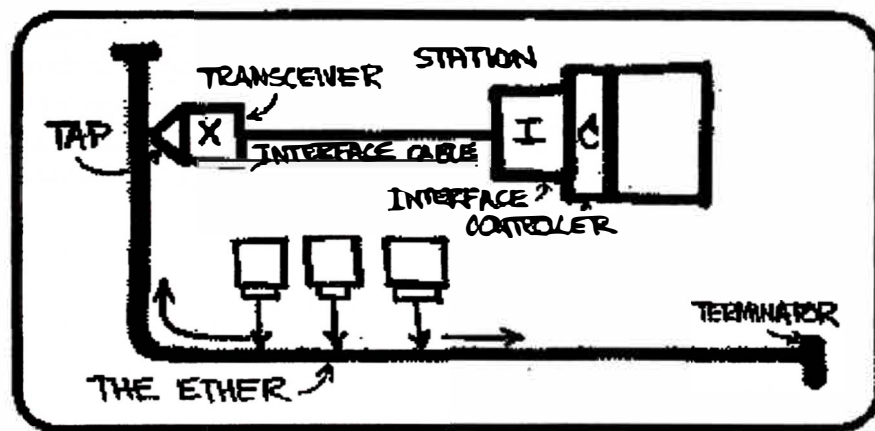 STATION
TRANSCEIVER
TAP
X
I
C
INTERFACE CABLE
INTERFACE
CONTROLLER
TERMINATOR
THE ETHER